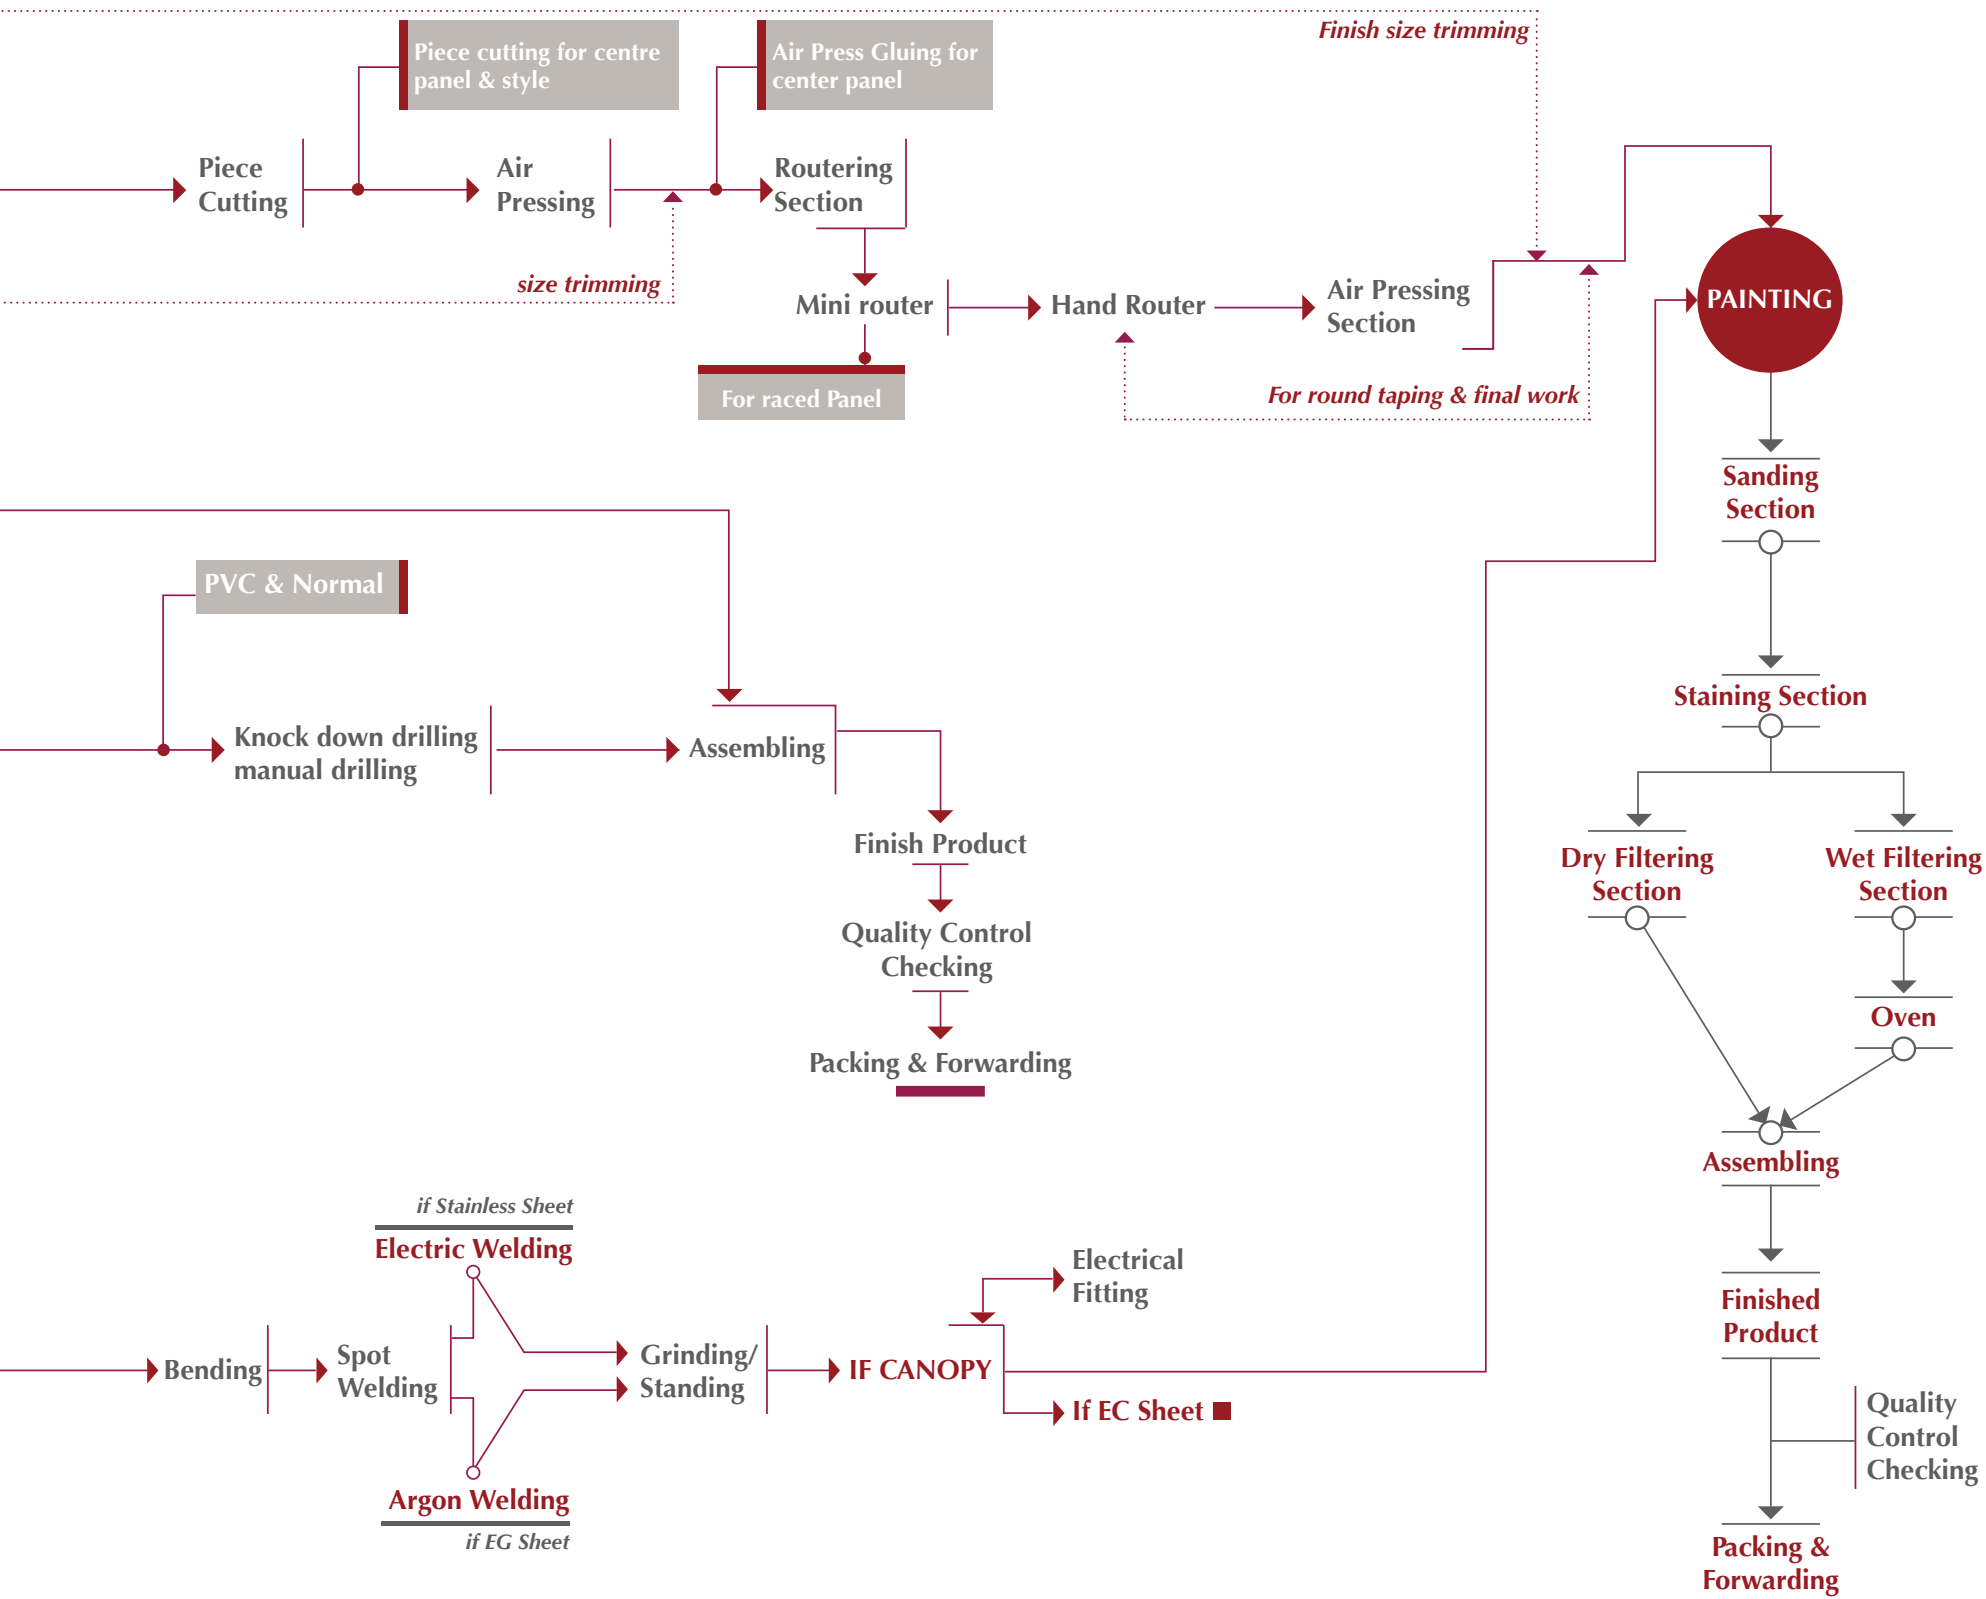 Finish size trimming
Piece cutting for centre
panel & style
Air Press Gluing for
center panel
Piece
Cutting
Air
Pressing
Routering
Section
size trimming
Mini router
Hand Router
Air Pressing
Section
PAINTING
For raced Panel
For round taping & final work
Sanding
Section
PVC & Normal
Staining Section
Knock down drilling
manual drilling
Assembling
Finish Product
Dry Filtering
Section
Wet Filtering
Section
Quality Control
Checking
Oven
Packing & Forwarding
Assembling
if Stainless Sheet
Electric Welding
Electrical
Fitting
Finished
Product
Bending
Spot
Welding
Grinding/
Standing
IF CANOPY
If EC Sheet
Quality
Control
Checking
Argon Welding
if EG Sheet
Packing &
Forwarding